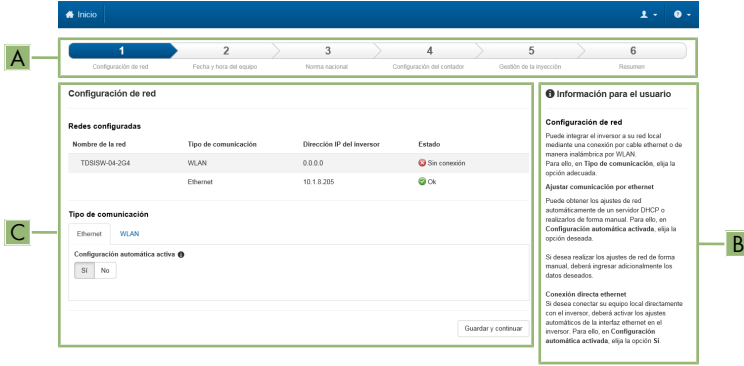 Inicio
A
1 2 3 4 5 6
Configuración de red Fecha y hora del equipo Norma nacional Configuración del contador Gestión de la inyección Resumen
C
Configuración de red
Redes configuradas
Nombre de la red Tipo de comunicación Dirección IP del inversor Estado
TDSISW-04-2G4 WLAN 0.0.0.0 Sin conexión
Ethernet 10.1.8.205 Ok
Tipo de comunicación
Ethernet WLAN
Configuración automática activa
Sí No
Guardar y continuar
B
Información para el usuario
Configuración de red
Puede integrar el inversor a su red local
mediante una conexión por cable ethernet o de
manera inalámbrica por WLAN.
Para ello, en Tipo de comunicación, elija la
opción adecuada.
Ajustar comunicación por ethernet
Puede obtener los ajustes de red
automáticamente de un servidor DHCP o
realizarlos de forma manual. Para ello, en
Configuración automática activada, elija la
opción deseada.
Si desea realizar los ajustes de red de forma
manual, deberá ingresar adicionalmente los
datos deseados.
Conexión directa ethernet
Si desea conectar su equipo local directamente
con el inversor, deberá activar los ajustes
automáticos de la interfaz ethernet en el
inversor. Para ello, en Configuración
automática activada, elija la opción Sí.